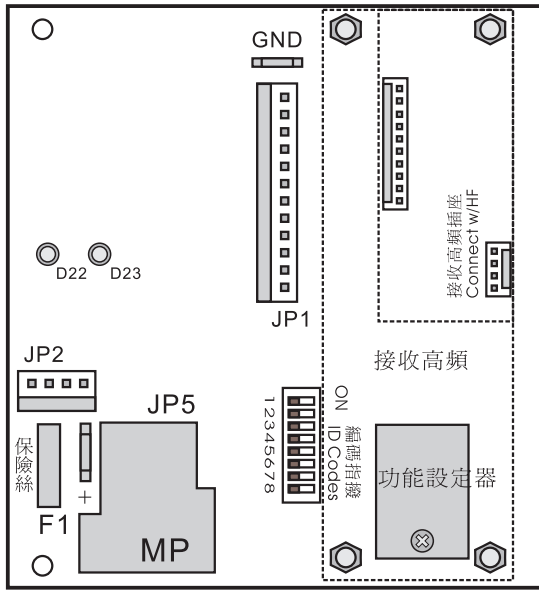 GND
接收高頻插座
Connect w/HF
D22
D23
JP1
JP2
接收高頻
JP5
ON
12345678
編碼指撥
ID Codes
保險絲
+
功能設定器
F1
MP